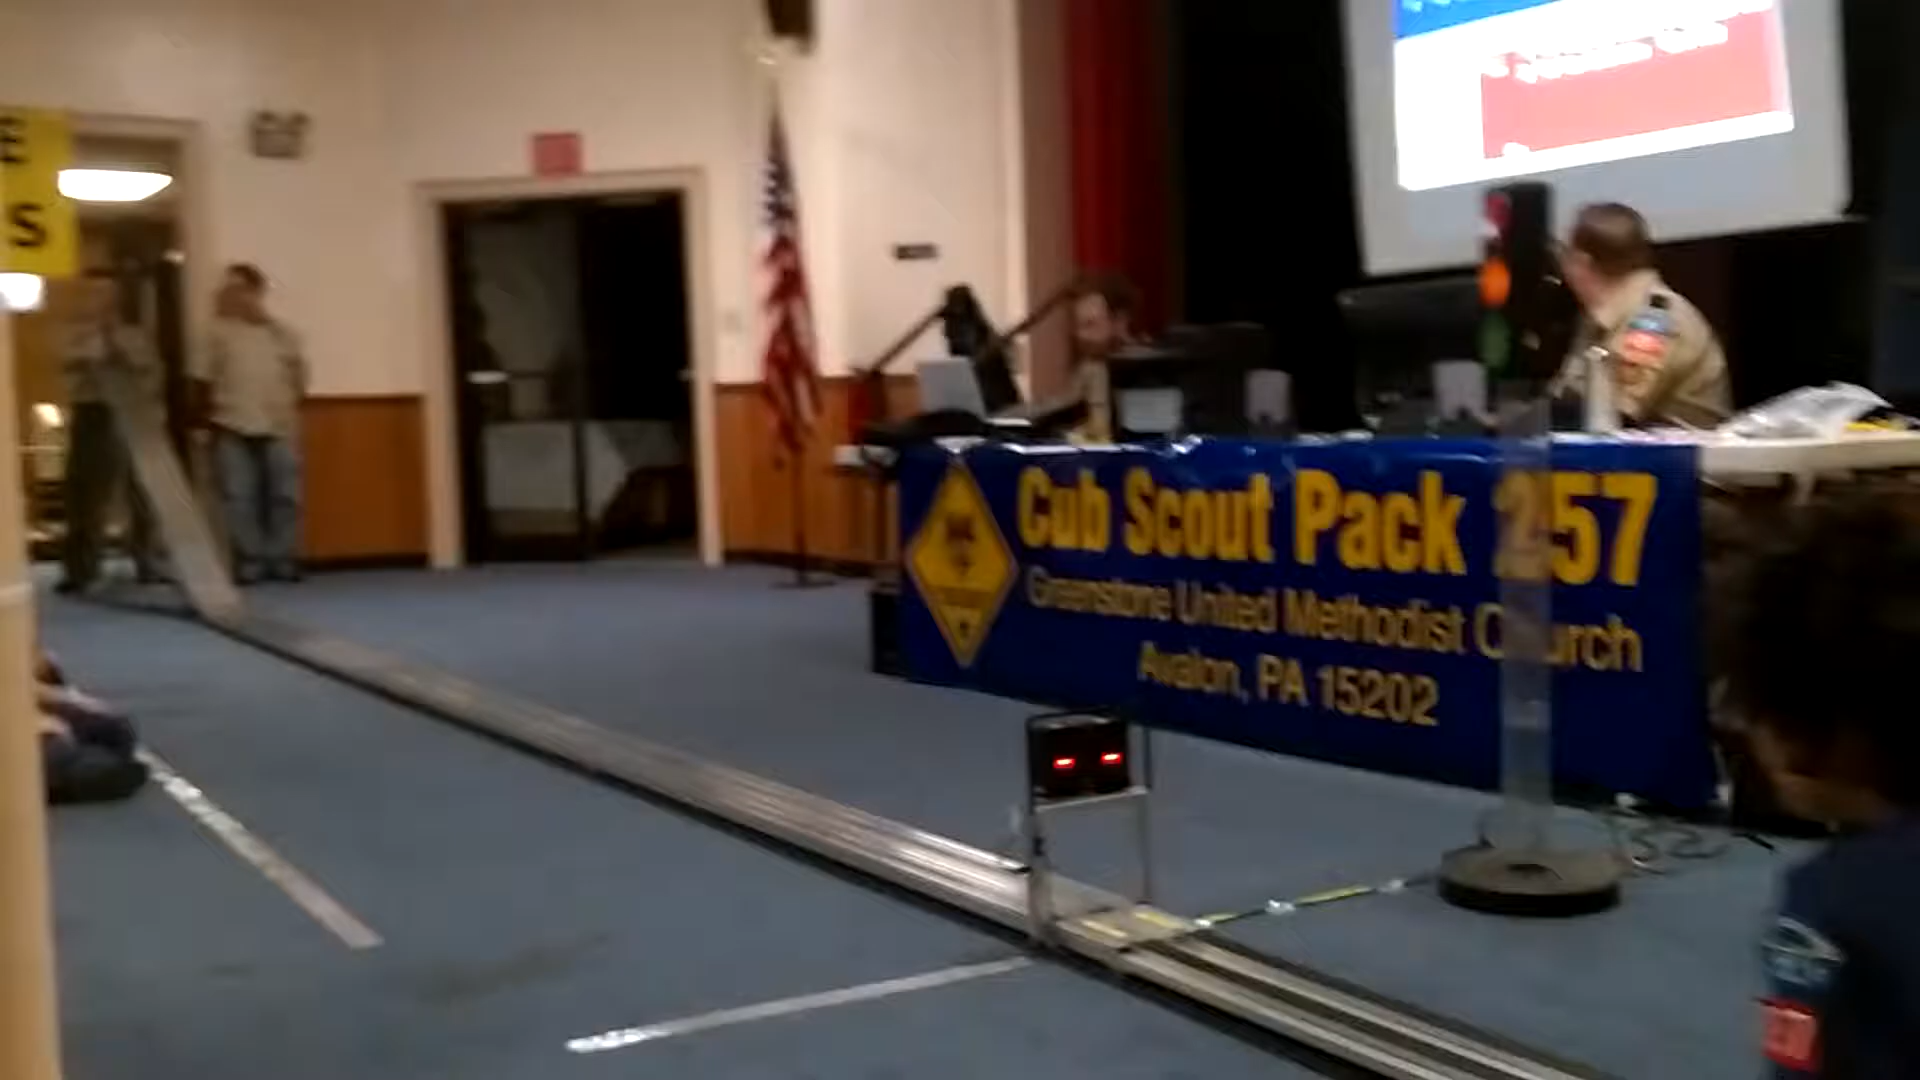 E
S
Cub Scout Pack 257
Greenstone United Methodist Church
Avalon, PA 15202